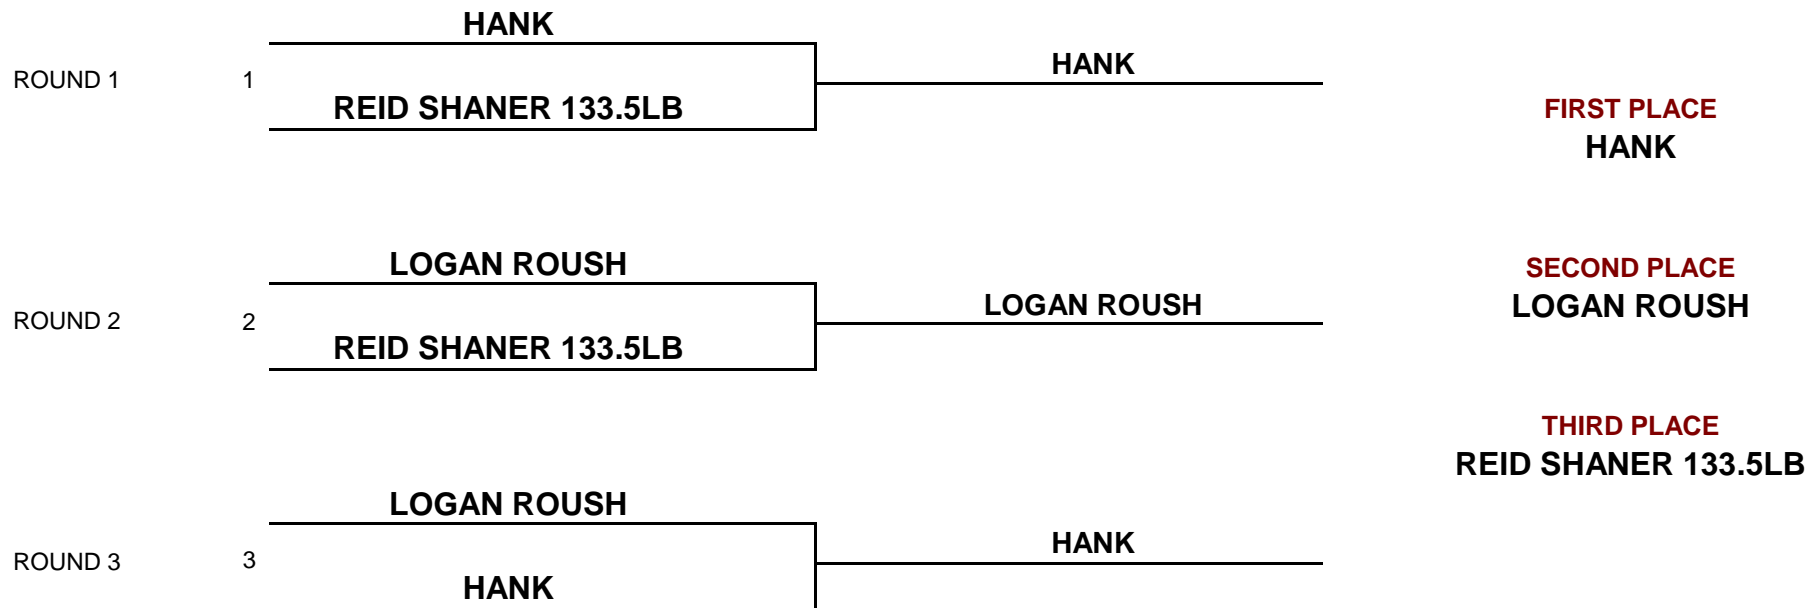 HANK
ROUND 1
1
HANK
REID SHANER 133.5LB
FIRST PLACE
HANK
LOGAN ROUSH
ROUND 2
2
LOGAN ROUSH
REID SHANER 133.5LB
SECOND PLACE
LOGAN ROUSH
THIRD PLACE
REID SHANER 133.5LB
LOGAN ROUSH
ROUND 3
3
HANK
HANK